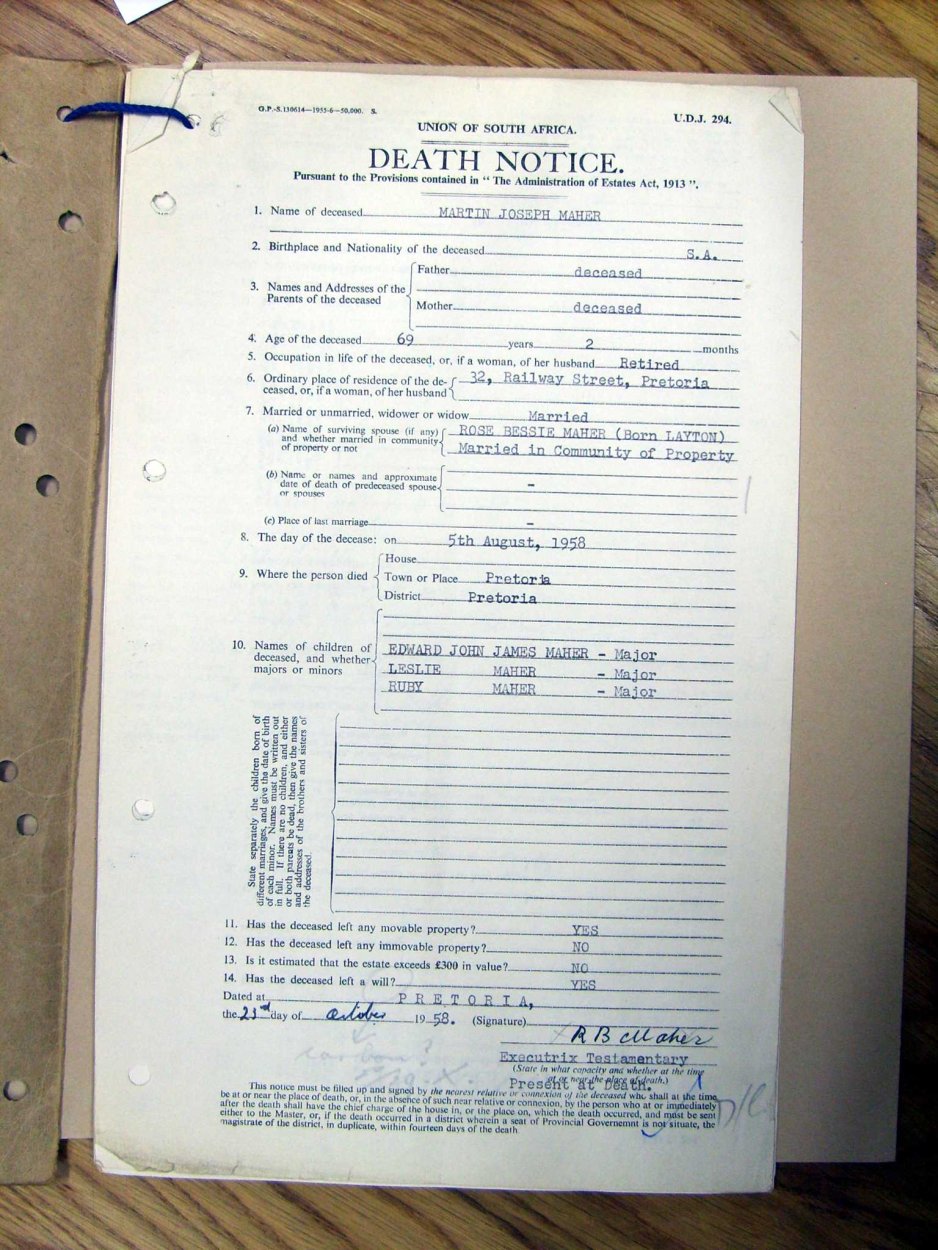 G.P.-S.130614—1955-6—50,000. S.
U.D.J. 294.
UNION OF SOUTH AFRICA.
DEATH NOTICE.
Pursuant to the Provisions contained in “ The Administration of Estates Act, 1913 ”.
1. Name of deceased MARTIN JOSEPH MAHER
2. Birthplace and Nationality of the deceased S.A.
3. Names and Addresses of the Parents of the deceased
Father deceased
Mother deceased
4. Age of the deceased 69 years 2 months
5. Occupation in life of the deceased, or, if a woman, of her husband Retired
6. Ordinary place of residence of the de-
ceased, or, if a woman, of her husband
32, Railway Street, Pretoria
7. Married or unmarried, widower or widow Married
(a) Name of surviving spouse (if any)
and whether married in community
of property or not
ROSE BESSIE MAHER (Born LAYTON)
Married in Community of Property
(b) Name or names and approximate
date of death of predeceased spouse
or spouses
-
(c) Place of last marriage -
8. The day of the decease: on 5th August, 1958
9. Where the person died
House
Town or Place Pretoria
District Pretoria
10. Names of children of
deceased, and whether
majors or minors
EDWARD JOHN JAMES MAHER - Major
LESLIE MAHER - Major
RUBY MAHER - Major
State separately the children born of
different marriages, and give the date of birth
of each minor. Names must be written out
in full. If there are no children, and either
or both parents be dead, then give the names
and addresses of the brothers and sisters of
the deceased.
11. Has the deceased left any movable property? YES
12. Has the deceased left any immovable property? NO
13. Is it estimated that the estate exceeds £300 in value? NO
14. Has the deceased left a will? YES
Dated at PRETORIA,
the 23rd day of October 1958. (Signature) R B Maher
Executrix Testamentary
(State in what capacity and whether at the time
of or near the place of death.)
Present at Death.
This notice must be filled up and signed by the nearest relative or connexion of the deceased who shall at the time
be at or near the place of death, or, in the absence of such near relative or connexion, by the person who at or immediately
after the death shall have the chief charge of the house in, or the place on, which the death occurred, and must be sent
either to the Master, or, if the death occurred in a district wherein a seat of Provincial Governemnt is not situate, the
magistrate of the district, in duplicate, within fourteen days of the death